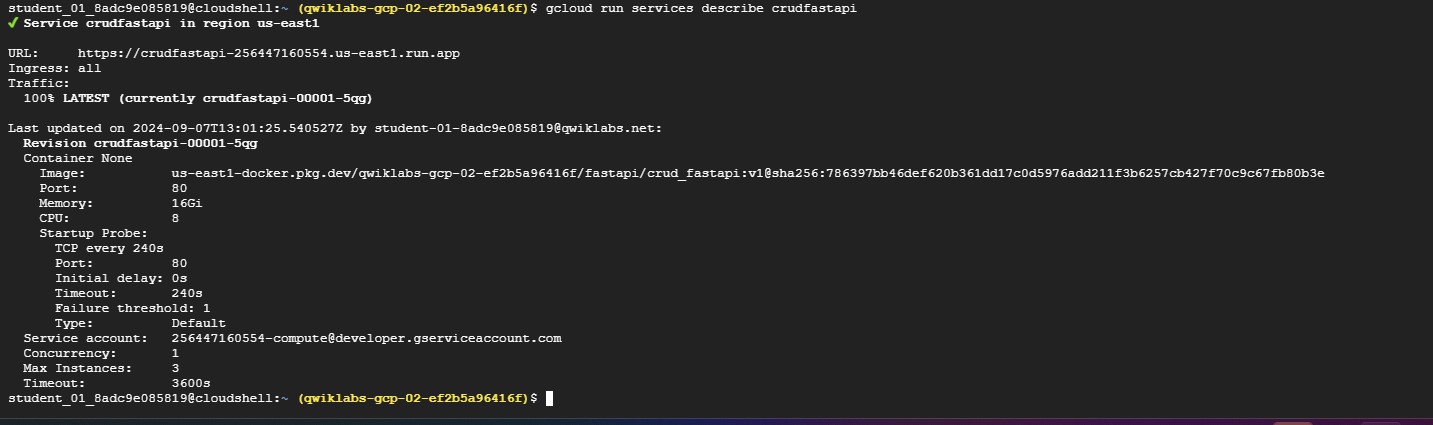 student_01_8adc9e085819@cloudshell:~ (qwiklabs-gcp-02-ef2b5a96416f)$ gcloud run services describe crudfastapi
✔ Service crudfastapi in region us-east1
URL: https://crudfastapi-256447160554.us-east1.run.app
Ingress: all
Traffic:
100% LATEST (currently crudfastapi-00001-5qg)
Last updated on 2024-09-07T13:01:25.540527Z by student-01-8adc9e085819@qwiklabs.net:
Revision crudfastapi-00001-5qg
Container None
Image: us-east1-docker.pkg.dev/qwiklabs-gcp-02-ef2b5a96416f/fastapi/crud_fastapi:v1@sha256:786397bb46def620b361dd17c0d5976add211f3b6257cb427f70c9c67fb80b3e
Port: 80
Memory: 16Gi
CPU: 8
Startup Probe:
TCP every 240s
Port: 80
Initial delay: 0s
Timeout: 240s
Failure threshold: 1
Type: Default
Service account: 256447160554-compute@developer.gserviceaccount.com
Concurrency: 1
Max Instances: 3
Timeout: 3600s
student_01_8adc9e085819@cloudshell:~ (qwiklabs-gcp-02-ef2b5a96416f)$